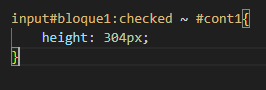 input#bloque1:checked ~ #cont1{
    height: 304px;
}